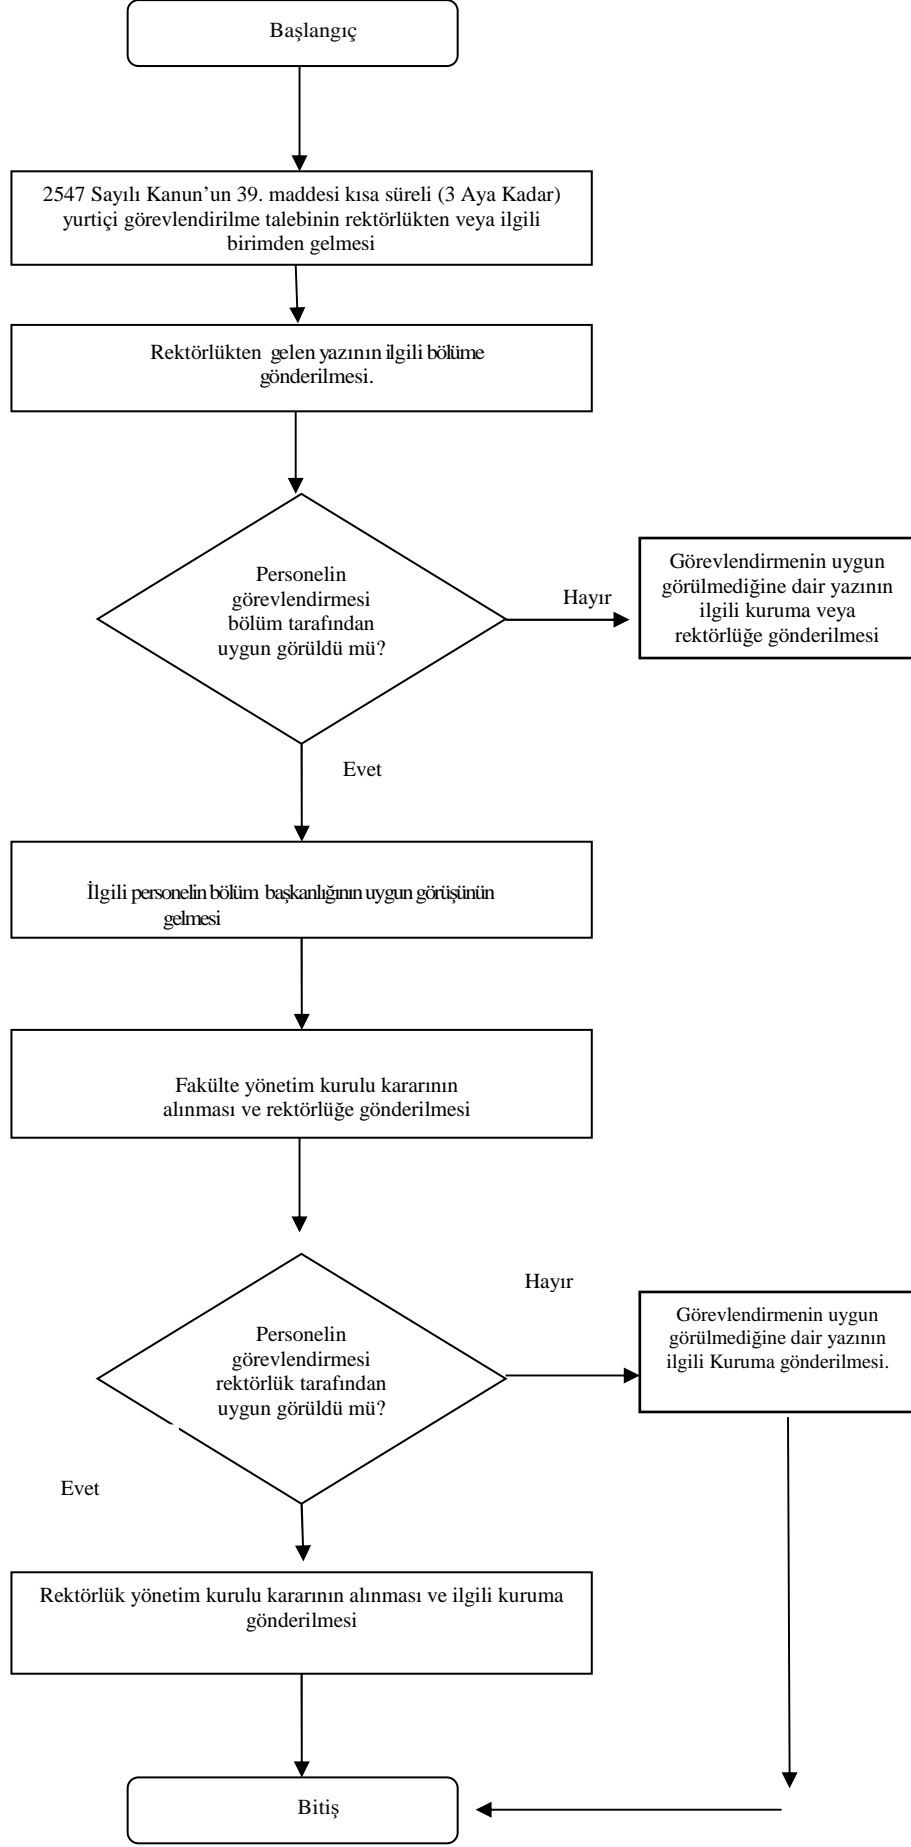 Başlangıç
2547 Sayılı Kanun’un 39. maddesi kısa süreli (3 Aya Kadar)
yurtiçi görevlendirilme talebinin rektörlükten veya ilgili
birimden gelmesi
Rektörlükten gelen yazının ilgili bölüme
gönderilmesi.
Personelin
görevlendirmesi
bölüm tarafından
uygun görüldü mü?
Hayır
Görevlendirmenin uygun
görülmediğine dair yazının
ilgili kuruma veya
rektörlüğe gönderilmesi
Evet
İlgili personelin bölüm başkanlığının uygun görüşünün
gelmesi
Fakülte yönetim kurulu kararının
alınması ve rektörlüğe gönderilmesi
Personelin
görevlendirmesi
rektörlük tarafından
uygun görüldü mü?
Hayır
Görevlendirmenin uygun
görülmediğine dair yazının
ilgili Kuruma gönderilmesi.
Evet
Rektörlük yönetim kurulu kararının alınması ve ilgili kuruma
gönderilmesi
Bitiş